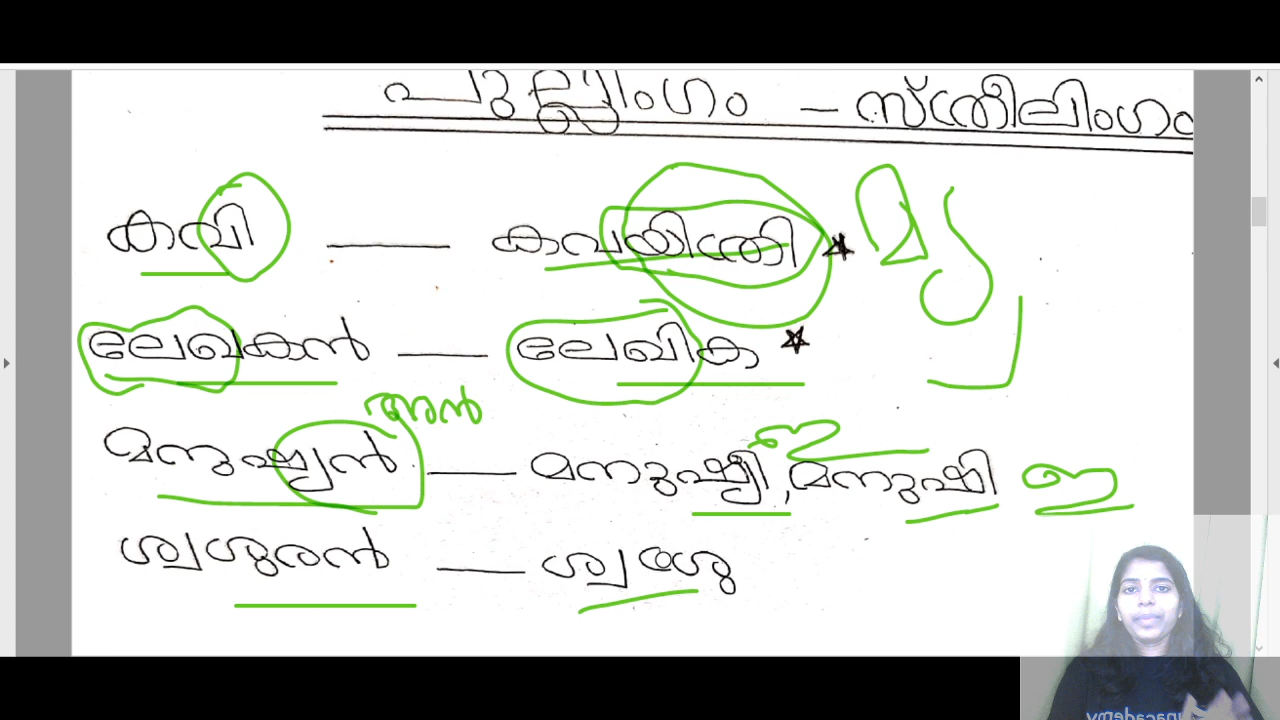 പുല്ലിംഗം - സ്ത്രീലിംഗം
കവി — കവയിത്രി *
ലേഖകൻ — ലേഖിക *
അൻ
മനുഷ്യൻ — മനുഷ്യി, മനുഷി ഇ
ശ്വശുരൻ — ശ്വശ്രു